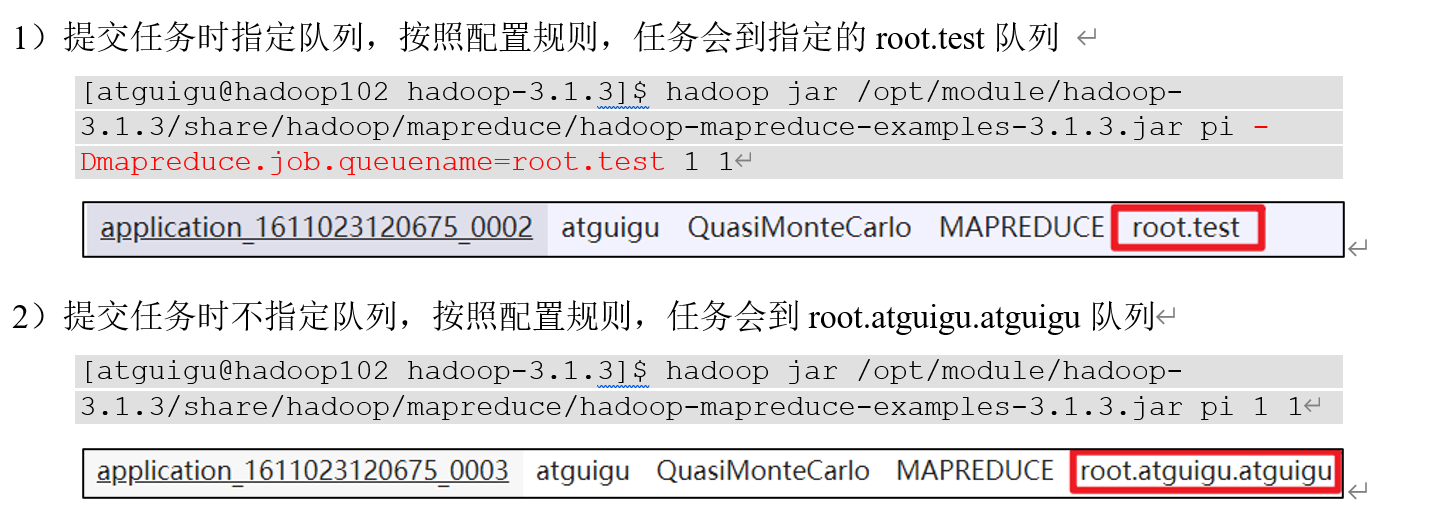 1）提交任务时指定队列，按照配置规则，任务会到指定的 root.test 队列
[atguigu@hadoop102 hadoop-3.1.3]$ hadoop jar /opt/module/hadoop-
3.1.3/share/hadoop/mapreduce/hadoop-mapreduce-examples-3.1.3.jar pi -
Dmapreduce.job.queuename=root.test 1 1
application_1611023120675_0002 atguigu QuasiMonteCarlo MAPREDUCE root.test
2）提交任务时不指定队列，按照配置规则，任务会到 root.atguigu.atguigu 队列
[atguigu@hadoop102 hadoop-3.1.3]$ hadoop jar /opt/module/hadoop-
3.1.3/share/hadoop/mapreduce/hadoop-mapreduce-examples-3.1.3.jar pi 1 1
application_1611023120675_0003 atguigu QuasiMonteCarlo MAPREDUCE root.atguigu.atguigu